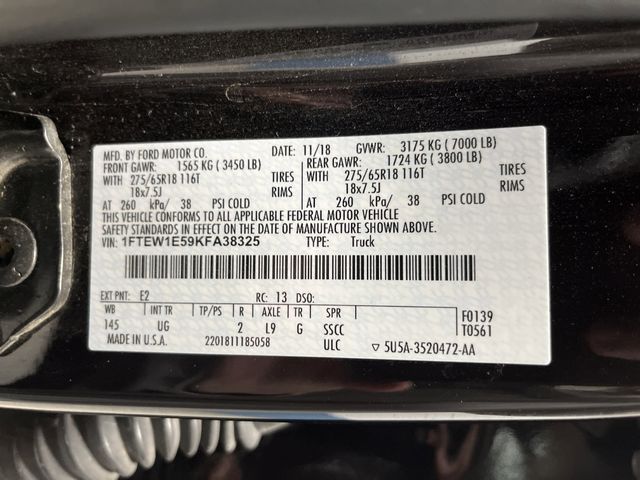 MFD. BY FORD MOTOR CO. DATE: 11/18 GVWR: 3175 KG ( 7000 LB)
FRONT GAWR: 1565 KG ( 3450 LB) REAR GAWR: 1724 KG ( 3800 LB)
WITH 275/65R18 116T TIRES WITH 275/65R18 116T TIRES
18x7.5J RIMS 18x7.5J RIMS
AT 260 kPa/ 38 PSI COLD AT 260 kPa/ 38 PSI COLD
THIS VEHICLE CONFORMS TO ALL APPLICABLE FEDERAL MOTOR VEHICLE
SAFETY STANDARDS IN EFFECT ON THE DATE OF MANUFACTURE SHOWN ABOVE.
VIN: 1FTEW1E59KFA38325 TYPE: Truck
EXT PNT: E2 RC: 13 DSO:
WB INT TR TP/PS R AXLE TR SPR F0139
145 UG 2 L9 G SSCC T0561
MADE IN U.S.A. 2201811185058 ULC ▽ 5U5A-3520472-AA